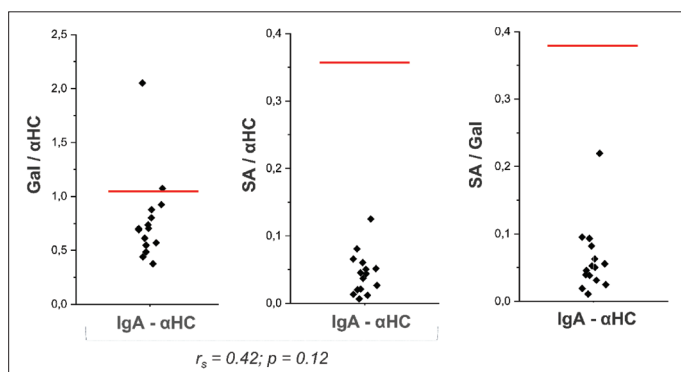 Gal / αHC
2,5
2,0
1,5
1,0
0,5
0,0
IgA - αHC
SA / αHC
0,4
0,3
0,2
0,1
0,0
IgA - αHC
SA / Gal
0,4
0,3
0,2
0,1
0,0
IgA - αHC
rs = 0.42; p = 0.12